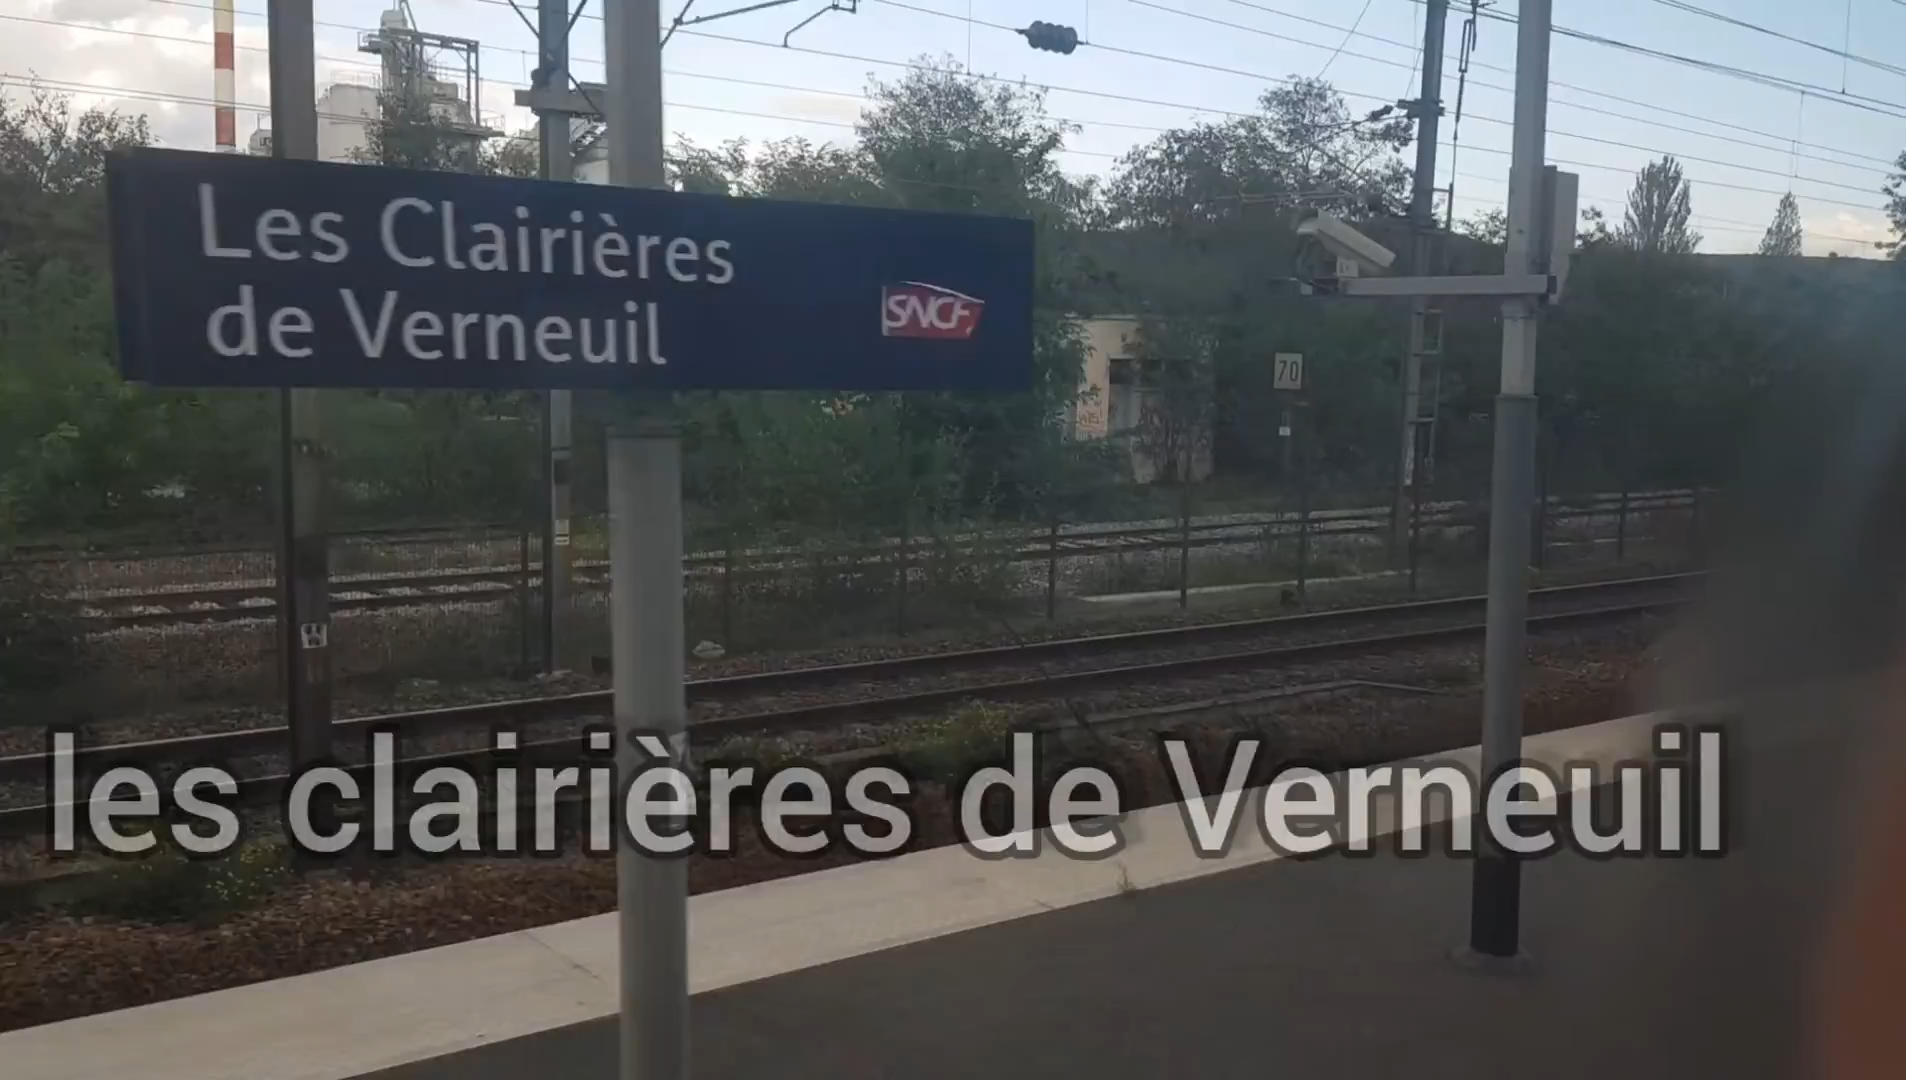 Les Clairières
de Verneuil
SNCF
70
les clairières de Verneuil